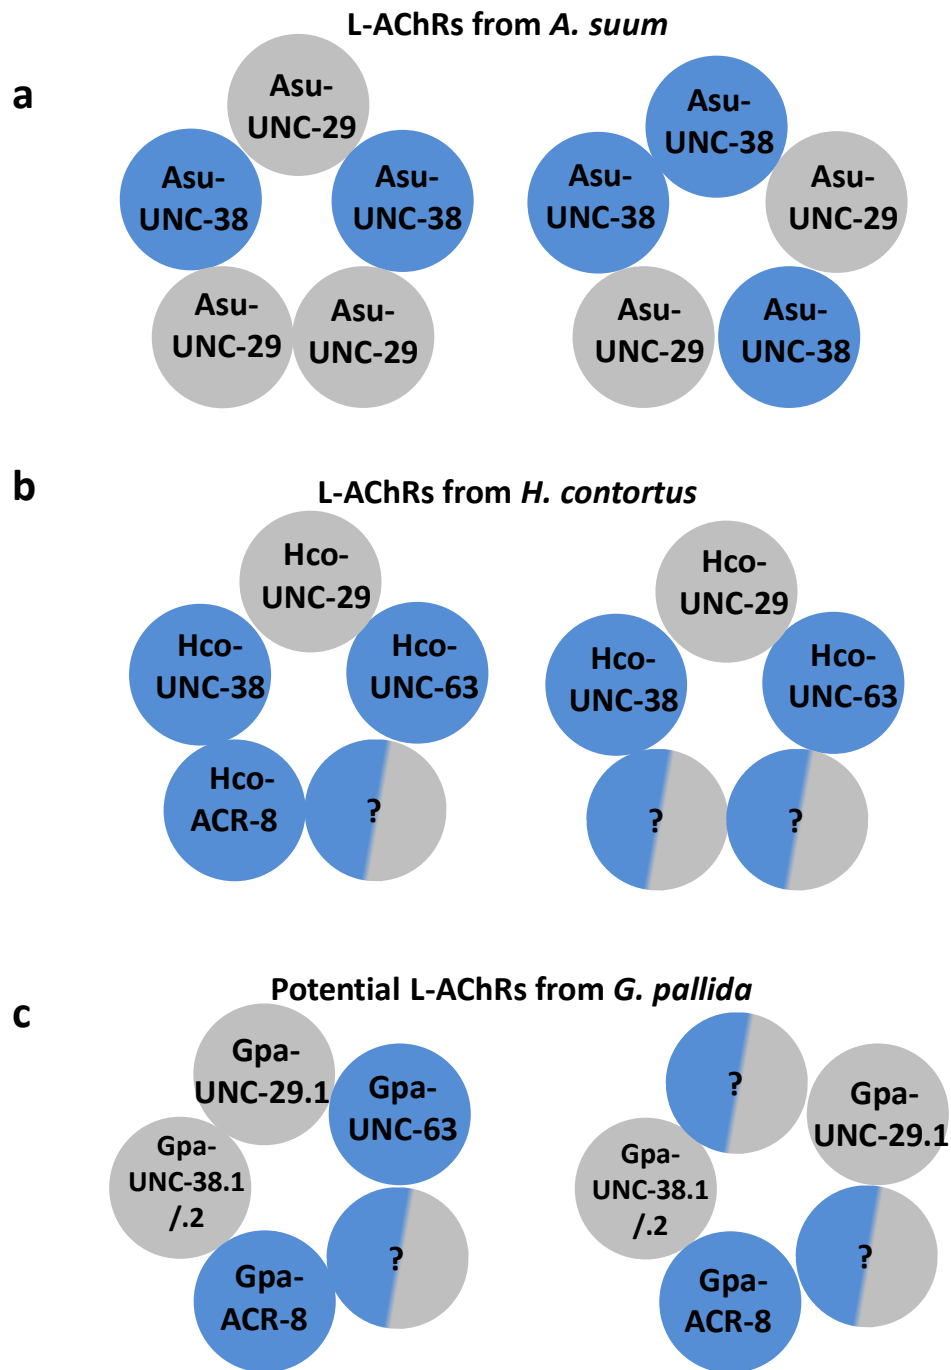 L-AChRs from A. suum
a
Asu-
UNC-29
Asu-
UNC-38
Asu-
UNC-38
Asu-
UNC-29
Asu-
UNC-29
Asu-
UNC-38
Asu-
UNC-38
Asu-
UNC-29
Asu-
UNC-29
Asu-
UNC-38
b
L-AChRs from H. contortus
Hco-
UNC-29
Hco-
UNC-38
Hco-
UNC-63
Hco-
ACR-8
?
Hco-
UNC-29
Hco-
UNC-38
Hco-
UNC-63
?
?
Potential L-AChRs from G. pallida
c
Gpa-
UNC-29.1
Gpa-
UNC-63
Gpa-
UNC-38.1
/.2
?
Gpa-
ACR-8
?
Gpa-
UNC-29.1
Gpa-
UNC-38.1
/.2
?
Gpa-
ACR-8